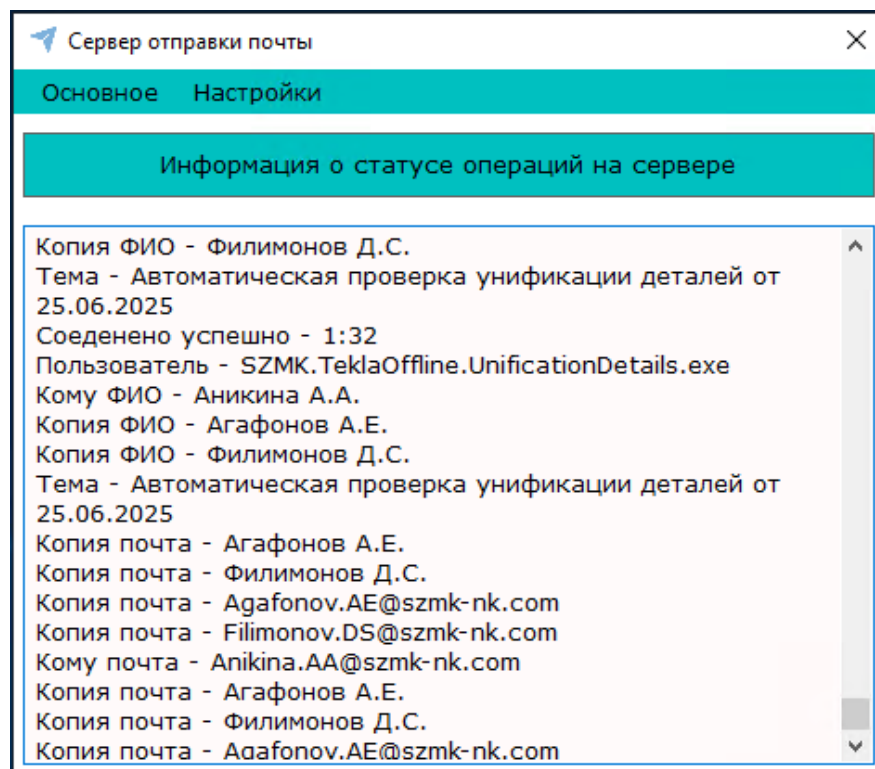 Сервер отправки почты
Основное Настройки
Информация о статусе операций на сервере
Копия ФИО - Филимонов Д.С.
Тема - Автоматическая проверка унификации деталей от
25.06.2025
Соеденено успешно - 1:32
Пользователь - SZMK.TeklaOffline.UnificationDetails.exe
Кому ФИО - Аникина А.А.
Копия ФИО - Агафонов А.Е.
Копия ФИО - Филимонов Д.С.
Тема - Автоматическая проверка унификации деталей от
25.06.2025
Копия почта - Агафонов А.Е.
Копия почта - Филимонов Д.С.
Копия почта - Agafonov.AE@szmk-nk.com
Копия почта - Filimonov.DS@szmk-nk.com
Кому почта - Anikina.AA@szmk-nk.com
Копия почта - Агафонов А.Е.
Копия почта - Филимонов Д.С.
Копия почта - Agafonov.AE@szmk-nk.com